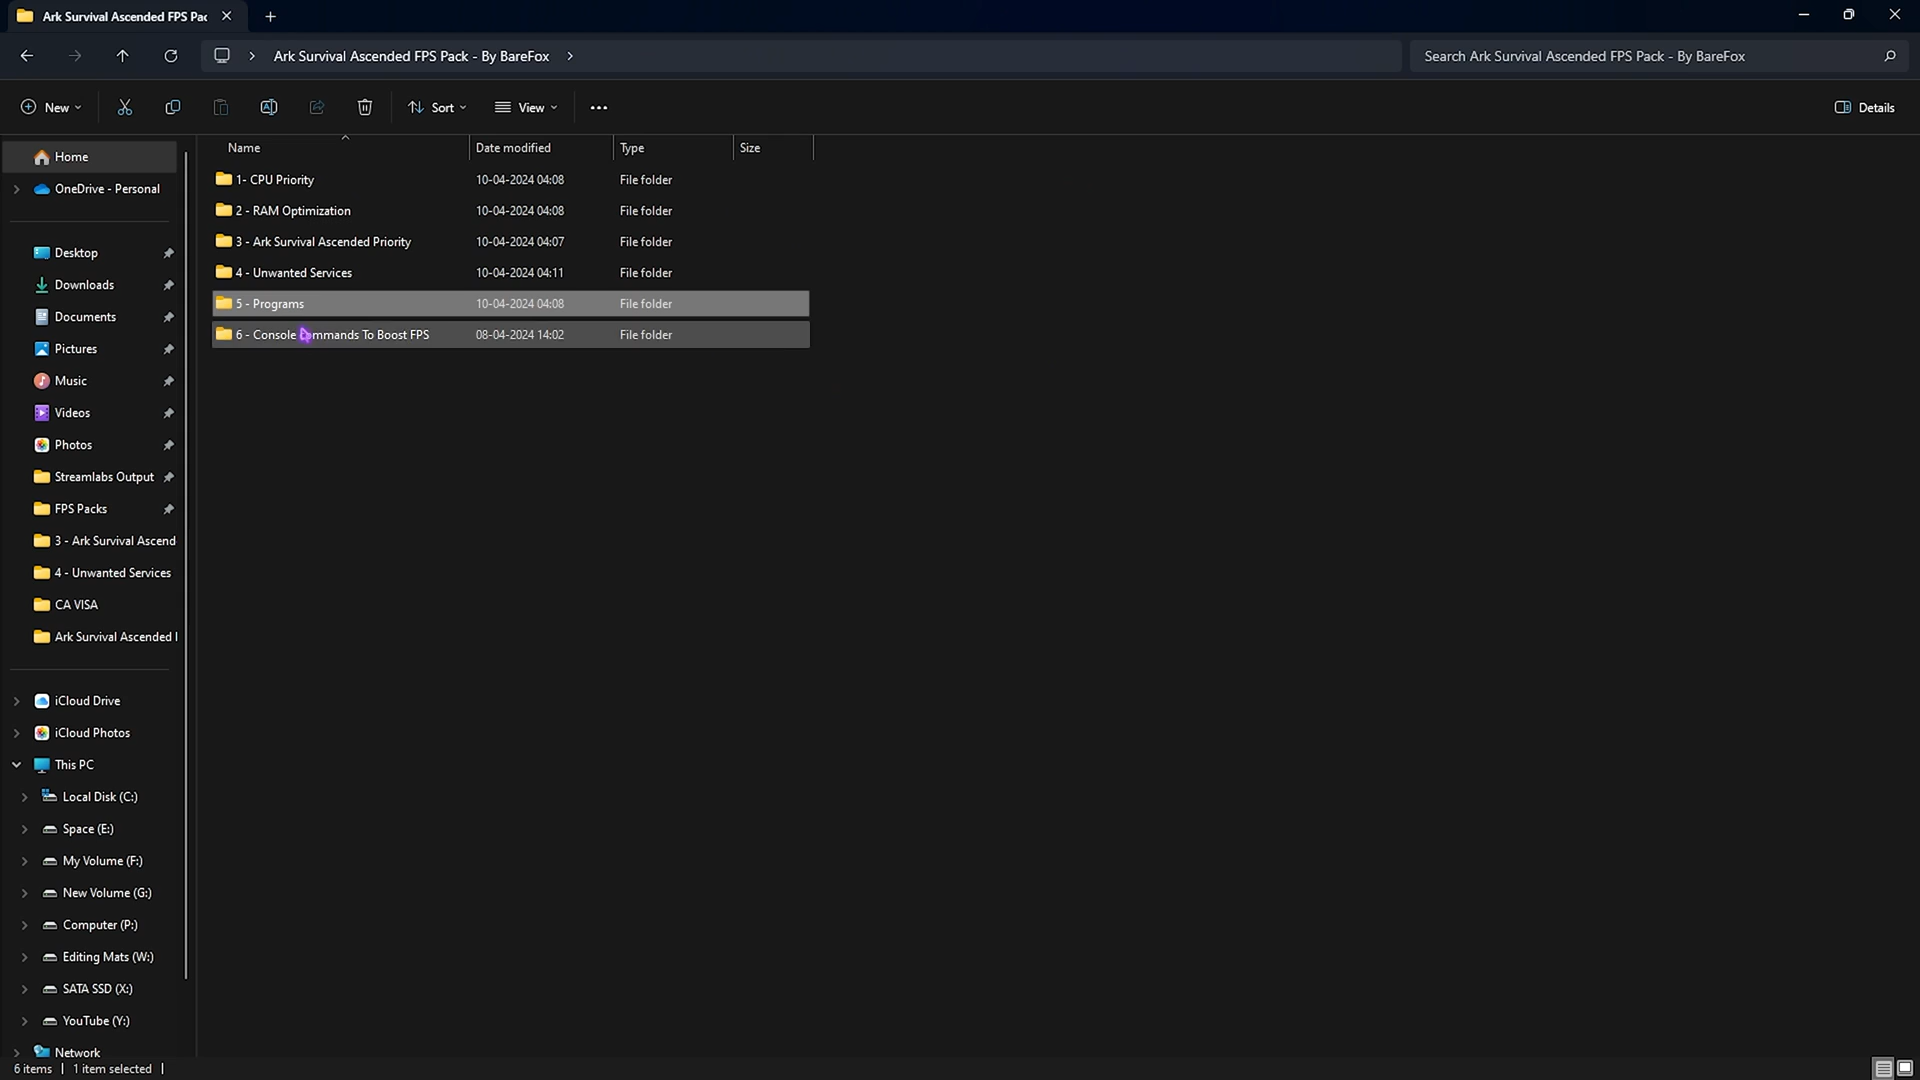 Ark Survival Ascended FPS Pac
Ark Survival Ascended FPS Pack - By BareFox
Search Ark Survival Ascended FPS Pack - By BareFox
New
Sort
View
Details
Name Date modified Type Size
1- CPU Priority 10-04-2024 04:08 File folder
2 - RAM Optimization 10-04-2024 04:08 File folder
3 - Ark Survival Ascended Priority 10-04-2024 04:07 File folder
4 - Unwanted Services 10-04-2024 04:11 File folder
5 - Programs 10-04-2024 04:08 File folder
6 - Console Commands To Boost FPS 08-04-2024 14:02 File folder
Home
OneDrive - Personal
Desktop
Downloads
Documents
Pictures
Music
Videos
Photos
Streamlabs Output
FPS Packs
3 - Ark Survival Ascend
4 - Unwanted Services
CA VISA
Ark Survival Ascended
iCloud Drive
iCloud Photos
This PC
Local Disk (C:)
Space (E:)
My Volume (F:)
New Volume (G:)
Computer (P:)
Editing Mats (W:)
SATA SSD (X:)
YouTube (Y:)
Network
6 items
1 item selected